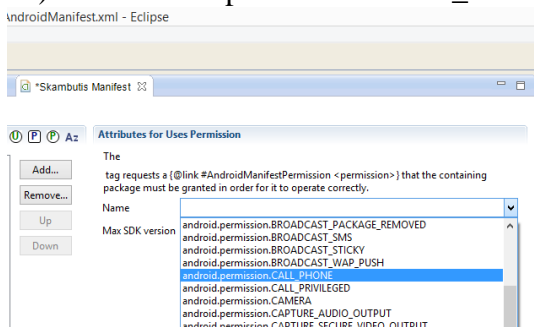 AndroidManifest.xml - Eclipse
*Skambutis Manifest
U P P Az
Attributes for Uses Permission
The
tag requests a {@link #AndroidManifestPermission <permission>} that the containing
package must be granted in order for it to operate correctly.
Add...
Remove...
Up
Down
Name
Max SDK version
android.permission.BROADCAST_PACKAGE_REMOVED
android.permission.BROADCAST_SMS
android.permission.BROADCAST_STICKY
android.permission.BROADCAST_WAP_PUSH
android.permission.CALL_PHONE
android.permission.CALL_PRIVILEGED
android.permission.CAMERA
android.permission.CAPTURE_AUDIO_OUTPUT
android.permission.CAPTURE_SECURE_VIDEO_OUTPUT